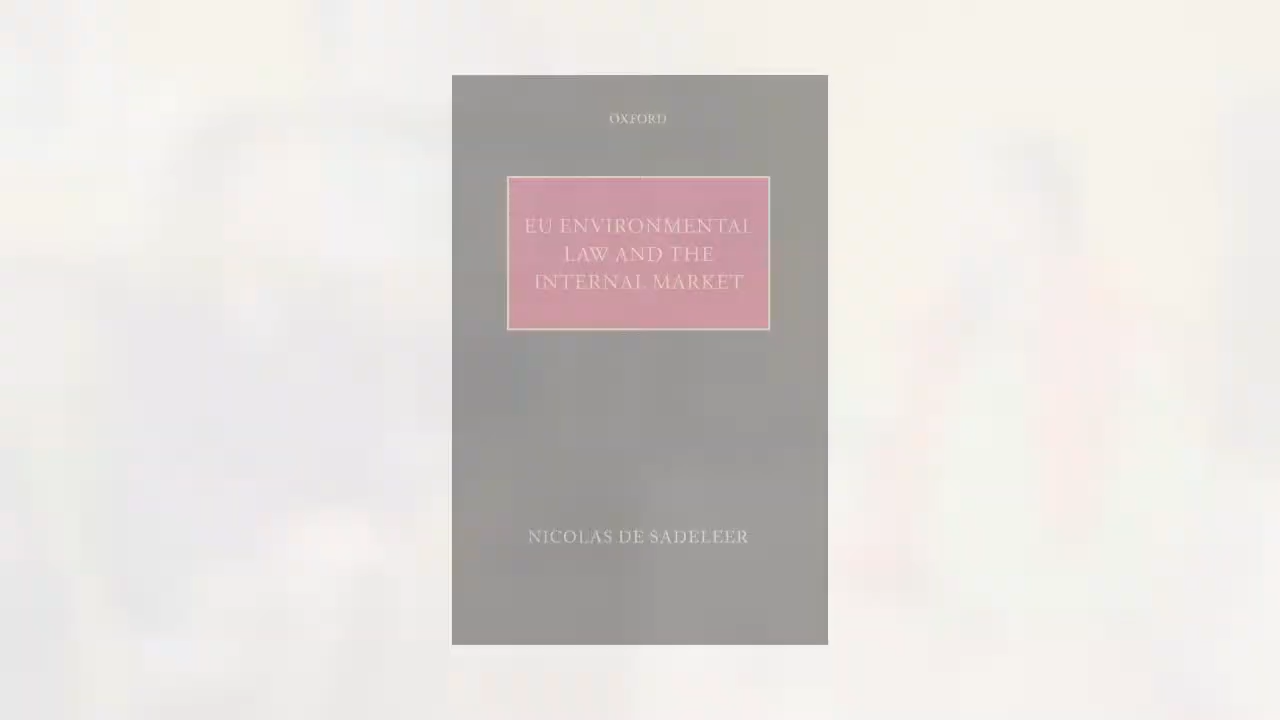 OXFORD
EU ENVIRONMENTAL
LAW AND THE
INTERNAL MARKET
NICOLAS DE SADELEER